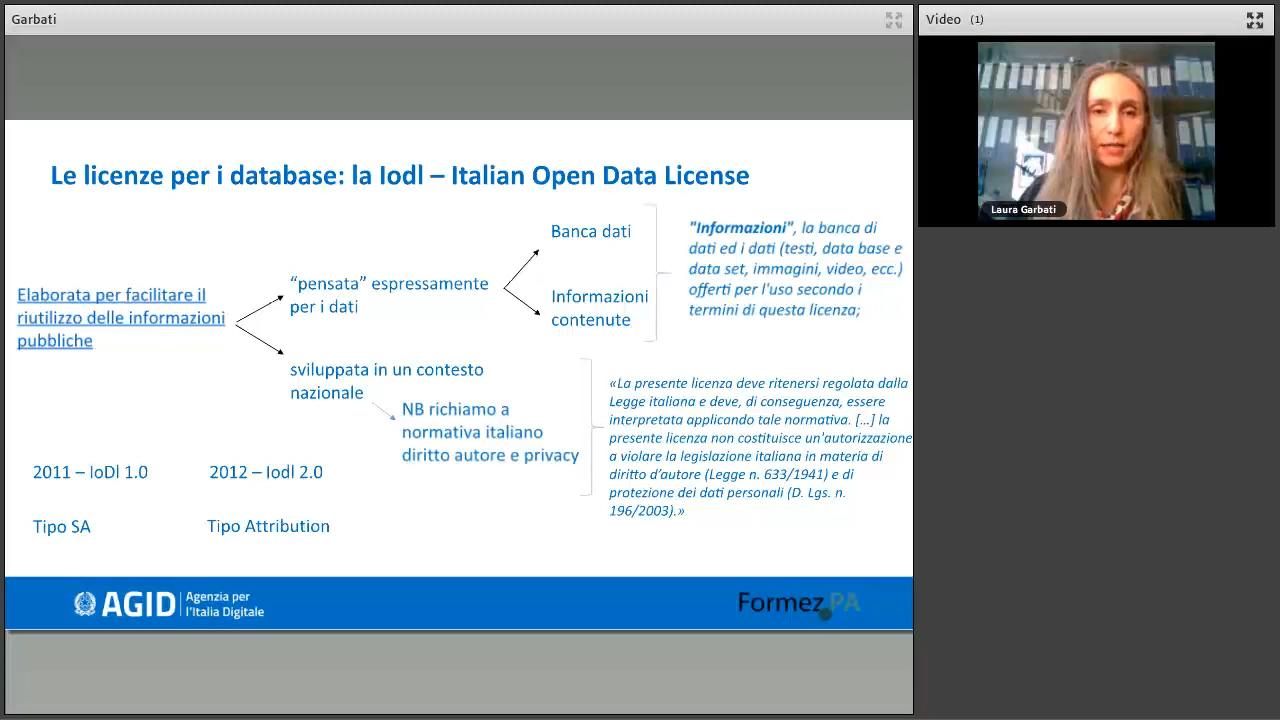 Garbati
Video (1)
Laura Garbati
Le licenze per i database: la Iodl – Italian Open Data License
Elaborata per facilitare il
riutilizzo delle informazioni
pubbliche
“pensata” espressamente
per i dati
Banca dati
Informazioni
contenute
"Informazioni", la banca di
dati ed i dati (testi, data base e
data set, immagini, video, ecc.)
offerti per l'uso secondo i
termini di questa licenza;
sviluppata in un contesto
nazionale
NB richiamo a
normativa italiano
diritto autore e privacy
«La presente licenza deve ritenersi regolata dalla
Legge italiana e deve, di conseguenza, essere
interpretata applicando tale normativa. […] la
presente licenza non costituisce un'autorizzazione
a violare la legislazione italiana in materia di
diritto d’autore (Legge n. 633/1941) e di
protezione dei dati personali (D. Lgs. n.
196/2003).»
2011 – IoDl 1.0
2012 – Iodl 2.0
Tipo SA
Tipo Attribution
AGID
Agenzia per
l’Italia Digitale
Formez PA